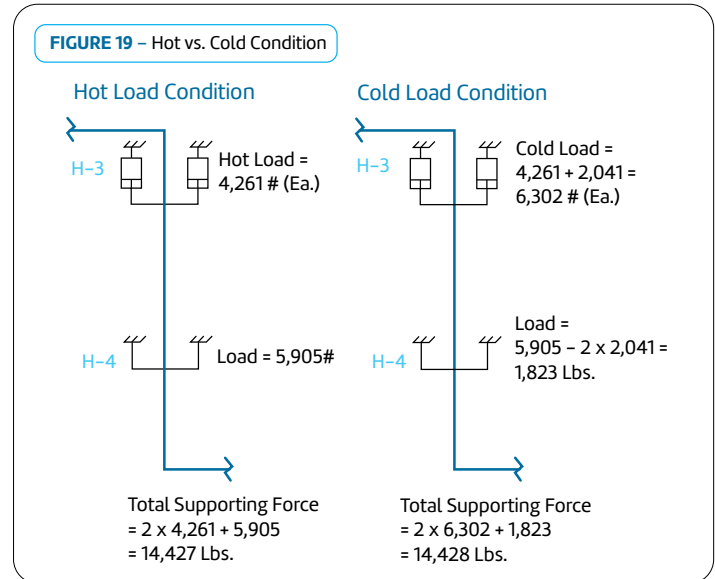 FIGURE 19 – Hot vs. Cold Condition
Hot Load Condition
H-3
Hot Load =
4,261 # (Ea.)
H-4
Load = 5,905#
Total Supporting Force
= 2 x 4,261 + 5,905
= 14,427 Lbs.
Cold Load Condition
H-3
Cold Load =
4,261 + 2,041 =
6,302 # (Ea.)
H-4
Load =
5,905 – 2 x 2,041 =
1,823 Lbs.
Total Supporting Force
= 2 x 6,302 + 1,823
= 14,428 Lbs.